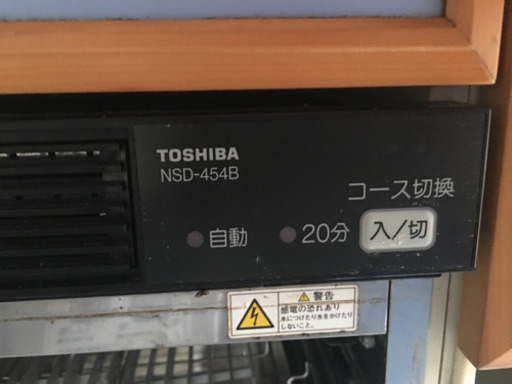 TOSHIBA
NSD-454B
コース切換
自動
20分
入/切
警告
感電の恐れあり
水につけたり水をかけたり
しないこと。